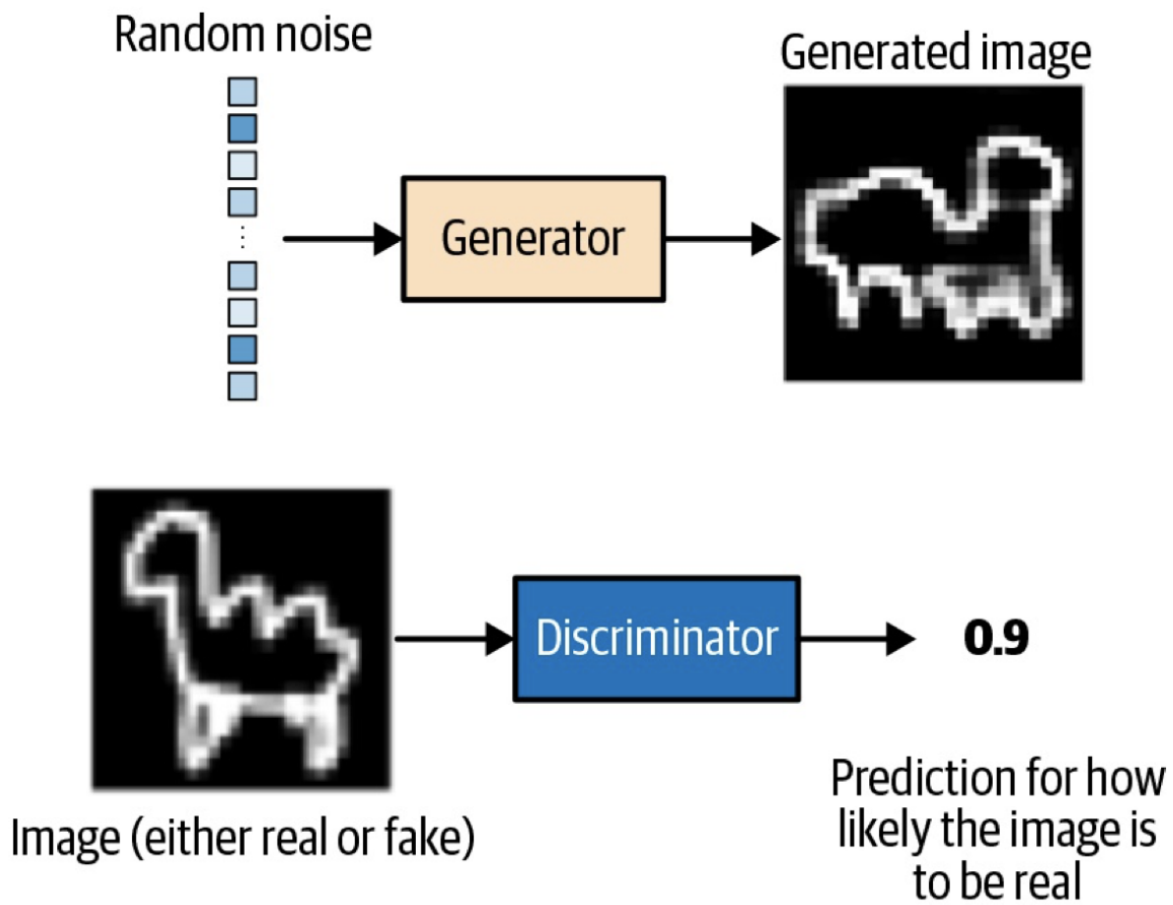 Random noise
Generated image
Generator
Discriminator
0.9
Image (either real or fake)
Prediction for how
likely the image is
to be real